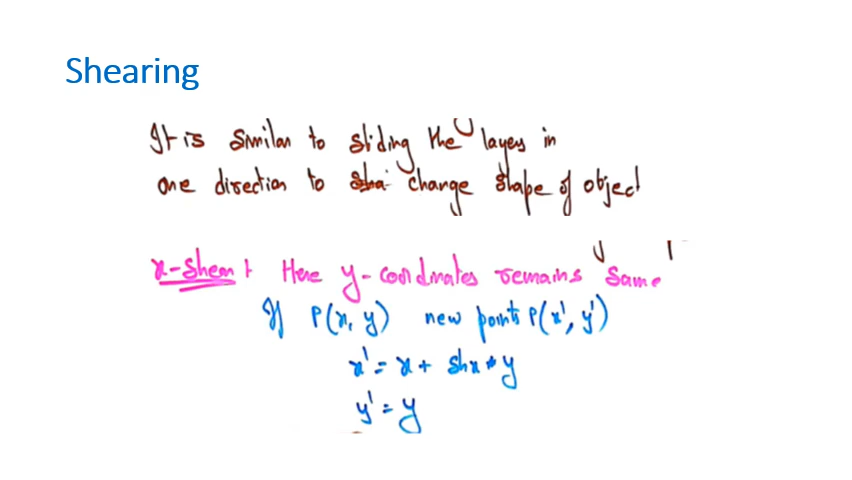 Shearing
It is similar to sliding the layers in
one direction to change shape of object
x-shear: Here y-coordinates remains same
If P(x, y) new points P(x', y')
x' = x + shx * y
y' = y